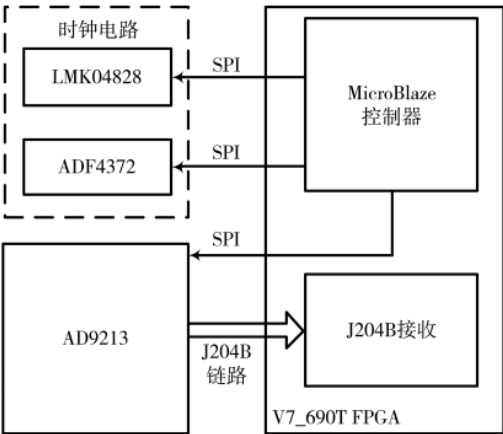 时钟电路
LMK04828
SPI
MicroBlaze
控制器
ADF4372
SPI
SPI
AD9213
J204B
链路
J204B接收
V7_690T FPGA